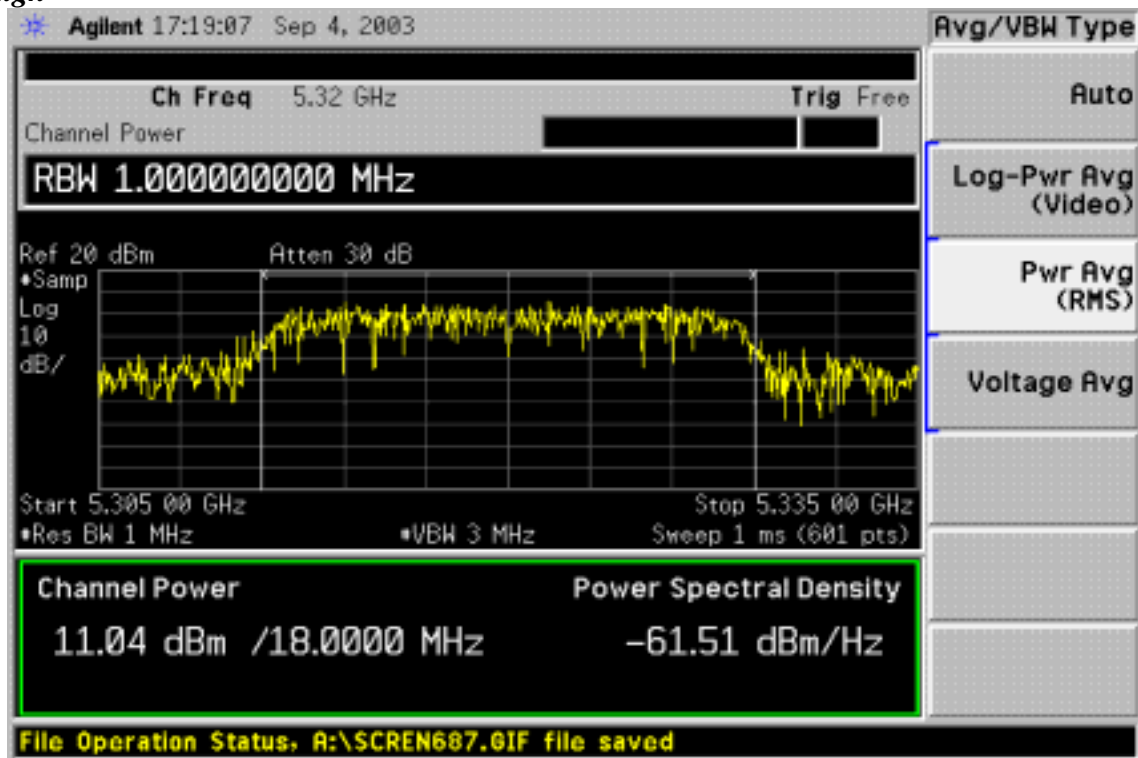 Agilent 17:19:07 Sep 4, 2003
Avg/VBW Type
Ch Freq 5.32 GHz Trig Free
Channel Power
RBW 1.000000000 MHz
Ref 20 dBm Atten 30 dB
•Samp
Log
10
dB/
Start 5.305 00 GHz Stop 5.335 00 GHz
•Res BW 1 MHz •VBW 3 MHz Sweep 1 ms (601 pts)
Channel Power Power Spectral Density
11.04 dBm /18.0000 MHz -61.51 dBm/Hz
File Operation Status, A:\SCREN687.GIF file saved
Auto
Log-Pwr Avg
(Video)
Pwr Avg
(RMS)
Voltage Avg